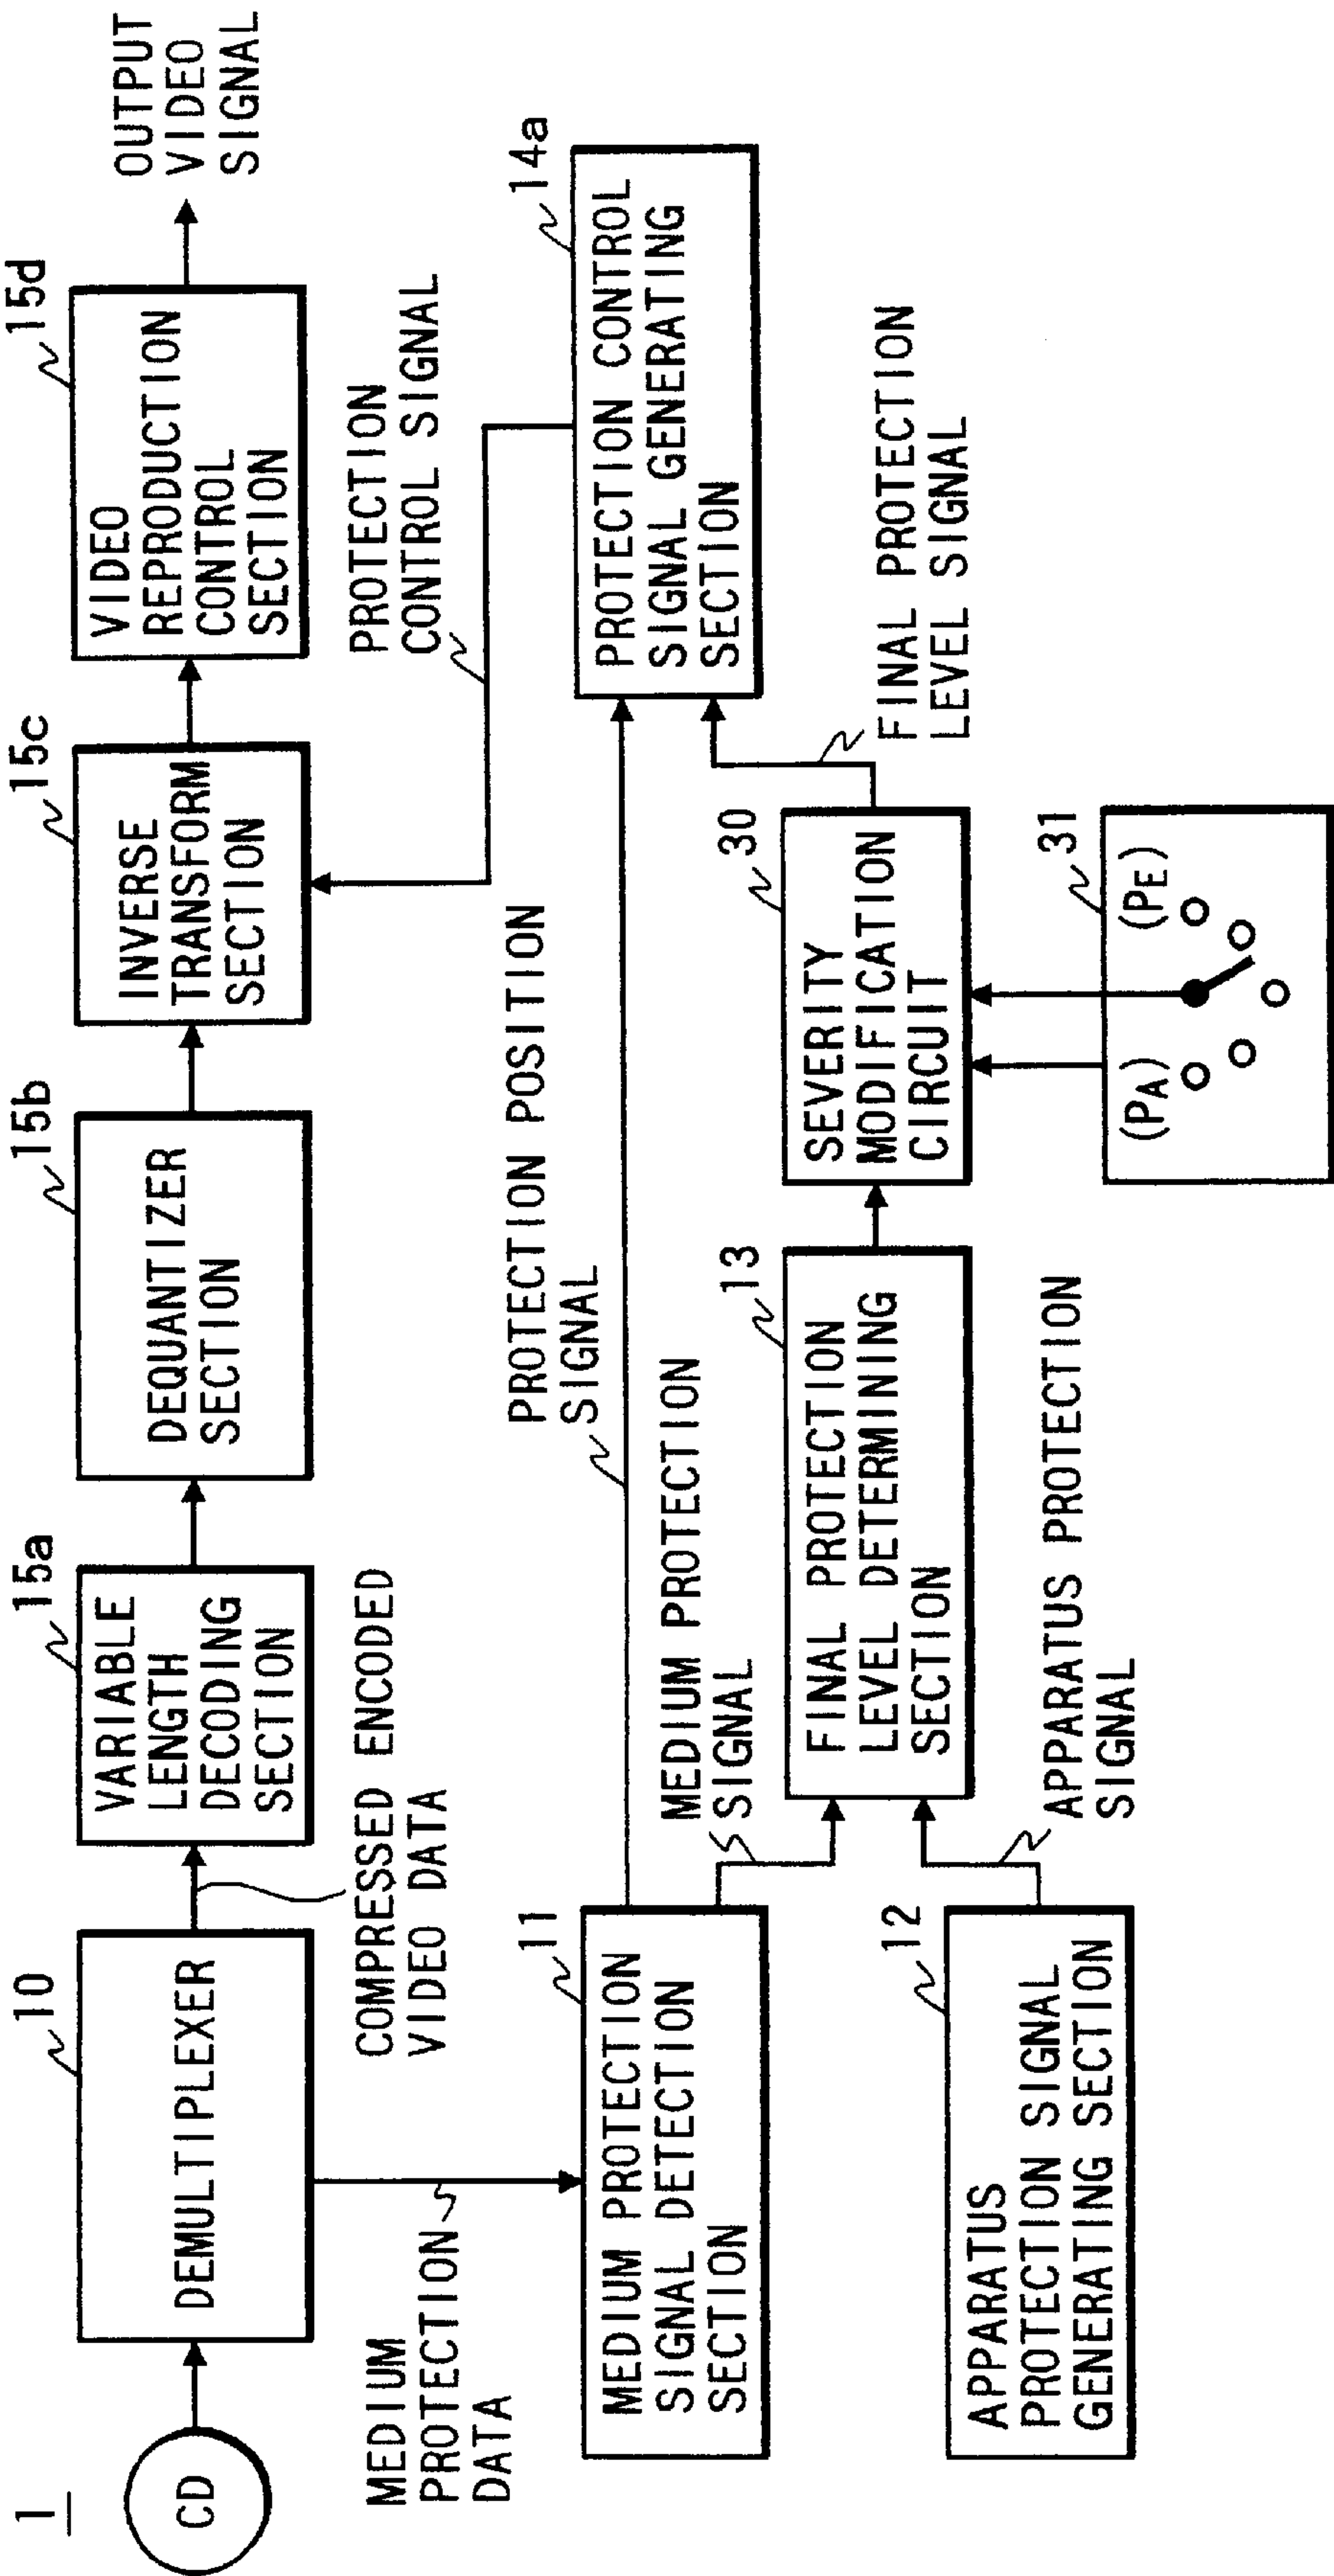 1
CD
10
DEMULTIPLEXER
15a
VARIABLE
LENGTH
DECODING
SECTION
15b
DEQUANTIZER
SECTION
15c
INVERSE
TRANSFORM
SECTION
15d
VIDEO
REPRODUCTION
CONTROL
SECTION
OUTPUT
VIDEO
SIGNAL
COMPRESSED ENCODED
VIDEO DATA
PROTECTION
CONTROL SIGNAL
MEDIUM
PROTECTION
DATA
11
MEDIUM PROTECTION
SIGNAL DETECTION
SECTION
PROTECTION POSITION
SIGNAL
14a
PROTECTION CONTROL
SIGNAL GENERATING
SECTION
MEDIUM PROTECTION
SIGNAL
13
FINAL PROTECTION
LEVEL DETERMINING
SECTION
30
SEVERITY
MODIFICATION
CIRCUIT
FINAL PROTECTION
LEVEL SIGNAL
12
APPARATUS
PROTECTION SIGNAL
GENERATING SECTION
APPARATUS PROTECTION
SIGNAL
31
(PA) (PE)